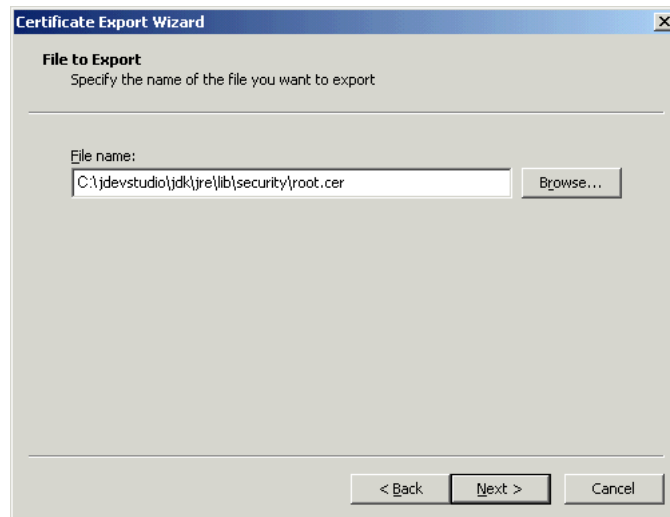 Certificate Export Wizard
File to Export
Specify the name of the file you want to export
File name:
C:\jdevstudio\jdk\jre\lib\security\root.cer
Browse...
< Back
Next >
Cancel